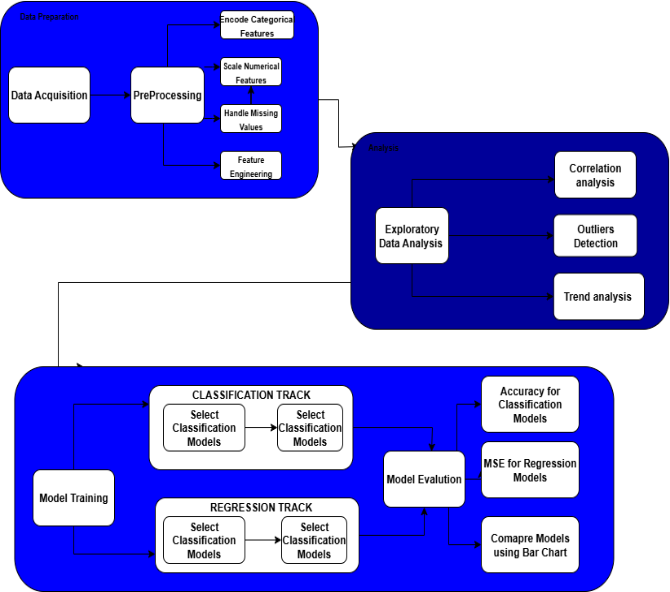 Data Preparation
Encode Categorical
Features
Scale Numerical
Features
Data Acquisition
PreProcessing
Handle Missing
Values
Feature
Engineering
Analysis
Correlation
analysis
Exploratory
Data Analysis
Outliers
Detection
Trend analysis
CLASSIFICATION TRACK
Select
Classification
Models
Select
Classification
Models
Accuracy for
Classification
Models
Model Training
Model Evalution
MSE for Regression
Models
REGRESSION TRACK
Select
Classification
Models
Select
Classification
Models
Comapre Models
using Bar Chart